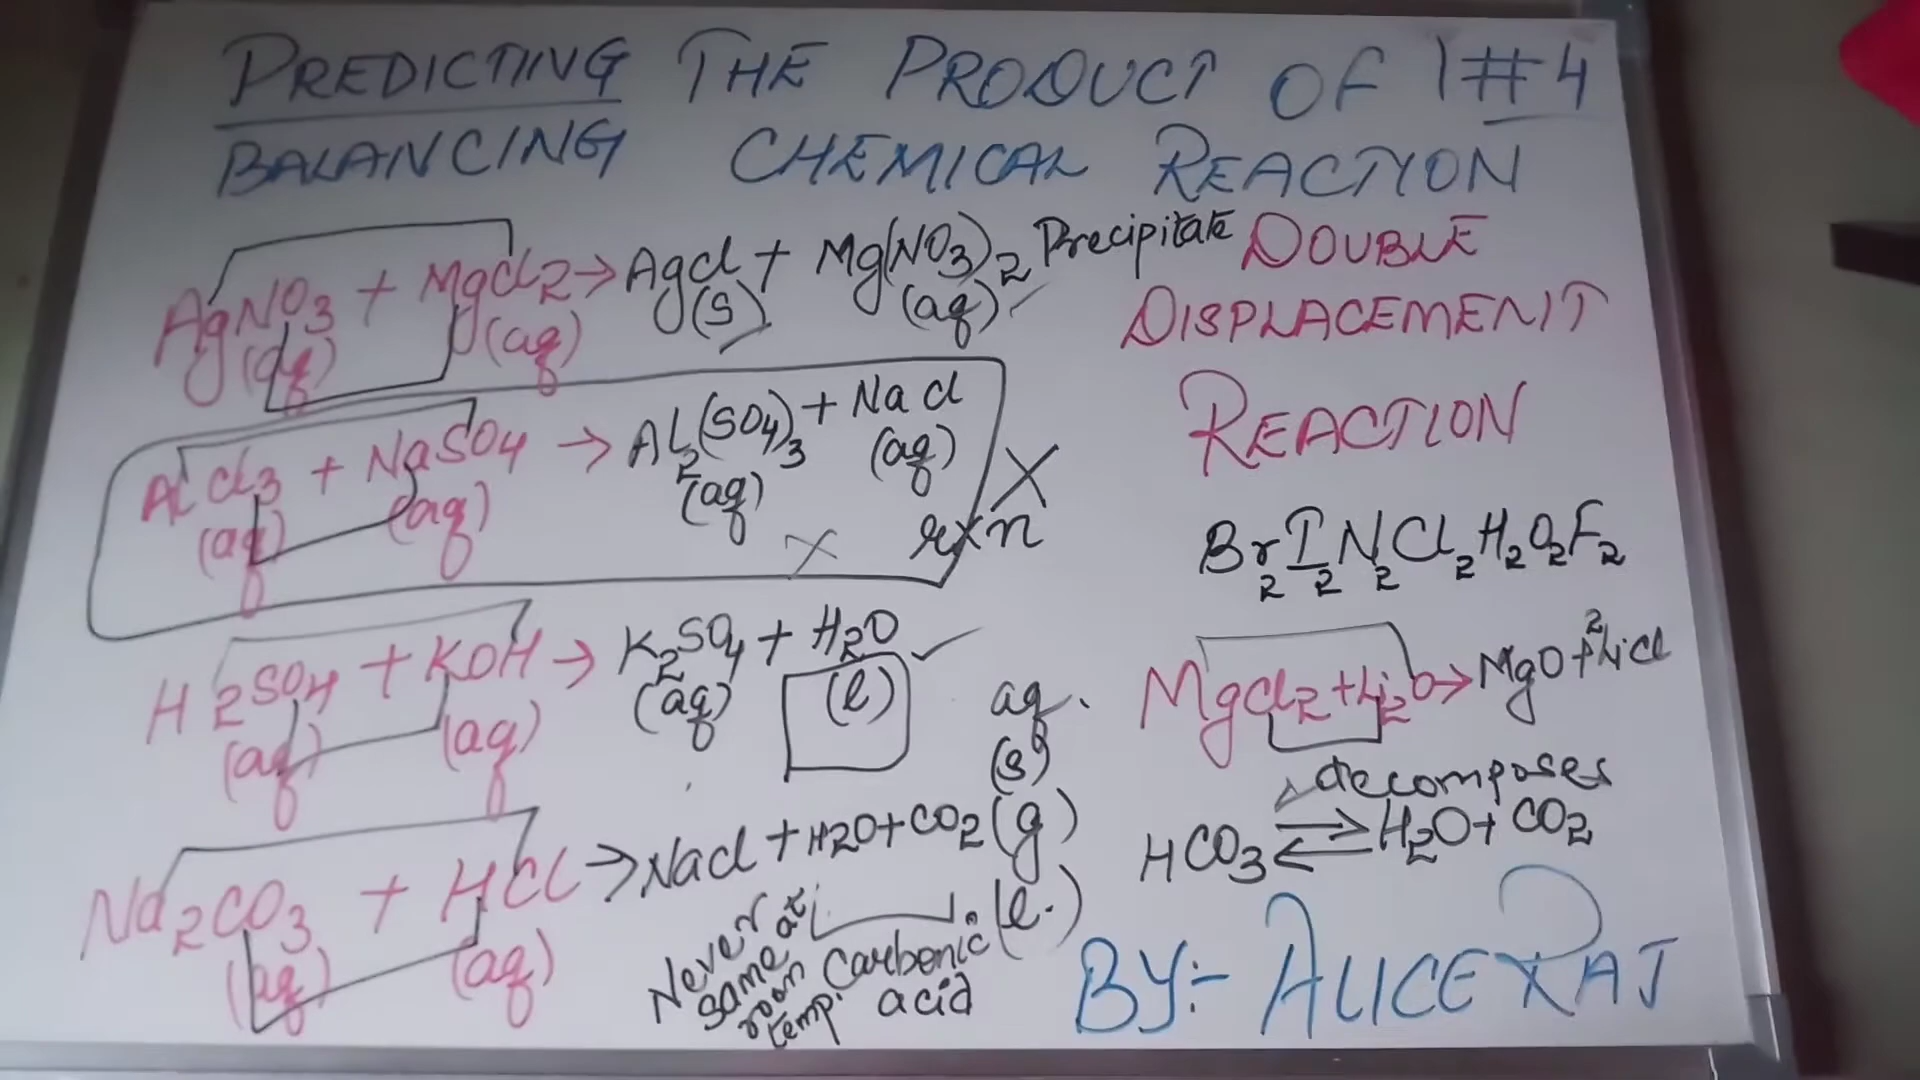 PREDICTING THE PRODUCT OF 1#4
BALANCING CHEMICAL REACTION
AgNO3 + MgCl2 → AgCl + Mg(NO3)2 Precipitate
(aq) (aq) (s) (aq)
AlCl3 + NaSO4 → AL2(SO4)3 + NaCl
(aq) (aq) (aq) (aq)
X rxn X
H2SO4 + KOH → K2SO4 + H2O
(aq) (aq) (aq) (l)
aq.
(s)
Na2CO3 + HCl → NaCl + H2O + CO2 (g)
(aq) (aq) (l.)
Never
same at
room
temp.
Carbonic
acid
DOUBLE
DISPLACEMENT
REACTION
Br2 I2 N2 Cl2 H2 O2 F2
MgCl2 + Li2O → MgO + 2LiCl
decomposes
HCO3 ⇌ H2O + CO2
BY:- ALICE RAJ